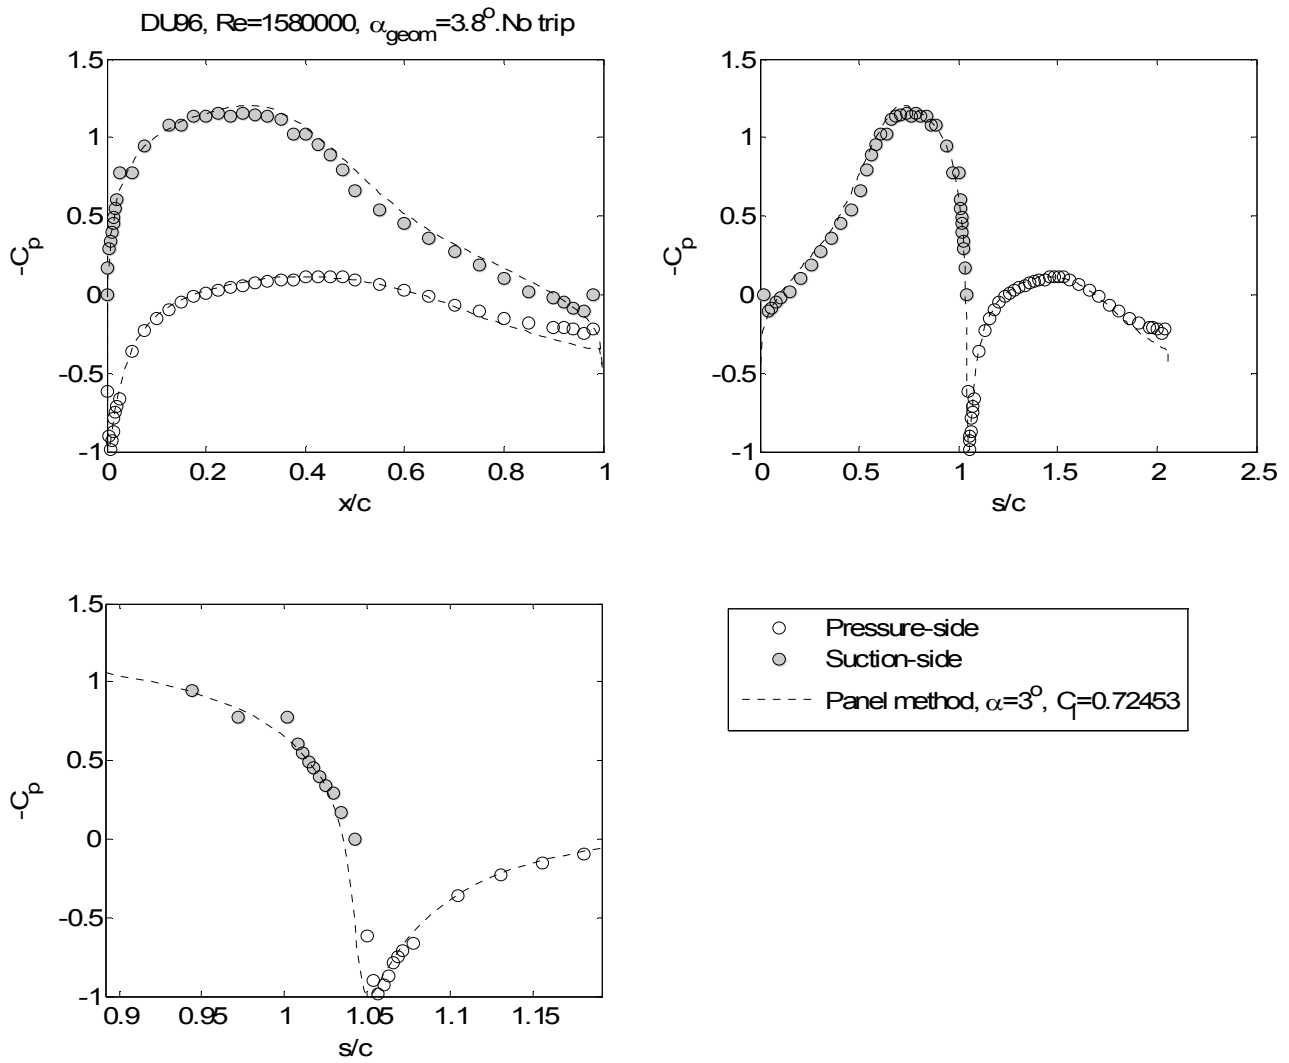 DU96, Re=1580000, αgeom=3.8o.No trip
1.5
1
0.5
0
-0.5
-1
-Cp
0 0.2 0.4 0.6 0.8 1
x/c
1.5
1
0.5
0
-0.5
-1
-Cp
0 0.5 1 1.5 2 2.5
s/c
1.5
1
0.5
0
-0.5
-1
-Cp
0.9 0.95 1 1.05 1.1 1.15
s/c
Pressure-side
Suction-side
Panel method, α=3o, Cl=0.72453